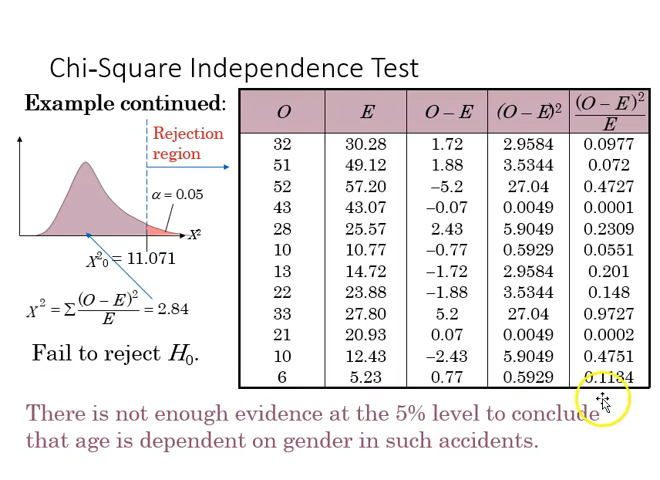 Chi-Square Independence Test
Example continued:
Rejection
region
α = 0.05
X²
X²₀ = 11.071
X² = Σ (O – E)² / E = 2.84
Fail to reject H₀.
O E O – E (O – E)² (O – E)² / E
32 30.28 1.72 2.9584 0.0977
51 49.12 1.88 3.5344 0.072
52 57.20 –5.2 27.04 0.4727
43 43.07 –0.07 0.0049 0.0001
28 25.57 2.43 5.9049 0.2309
10 10.77 –0.77 0.5929 0.0551
13 14.72 –1.72 2.9584 0.201
22 23.88 –1.88 3.5344 0.148
33 27.80 5.2 27.04 0.9727
21 20.93 0.07 0.0049 0.0002
10 12.43 –2.43 5.9049 0.4751
6 5.23 0.77 0.5929 0.1134
There is not enough evidence at the 5% level to conclude
that age is dependent on gender in such accidents.